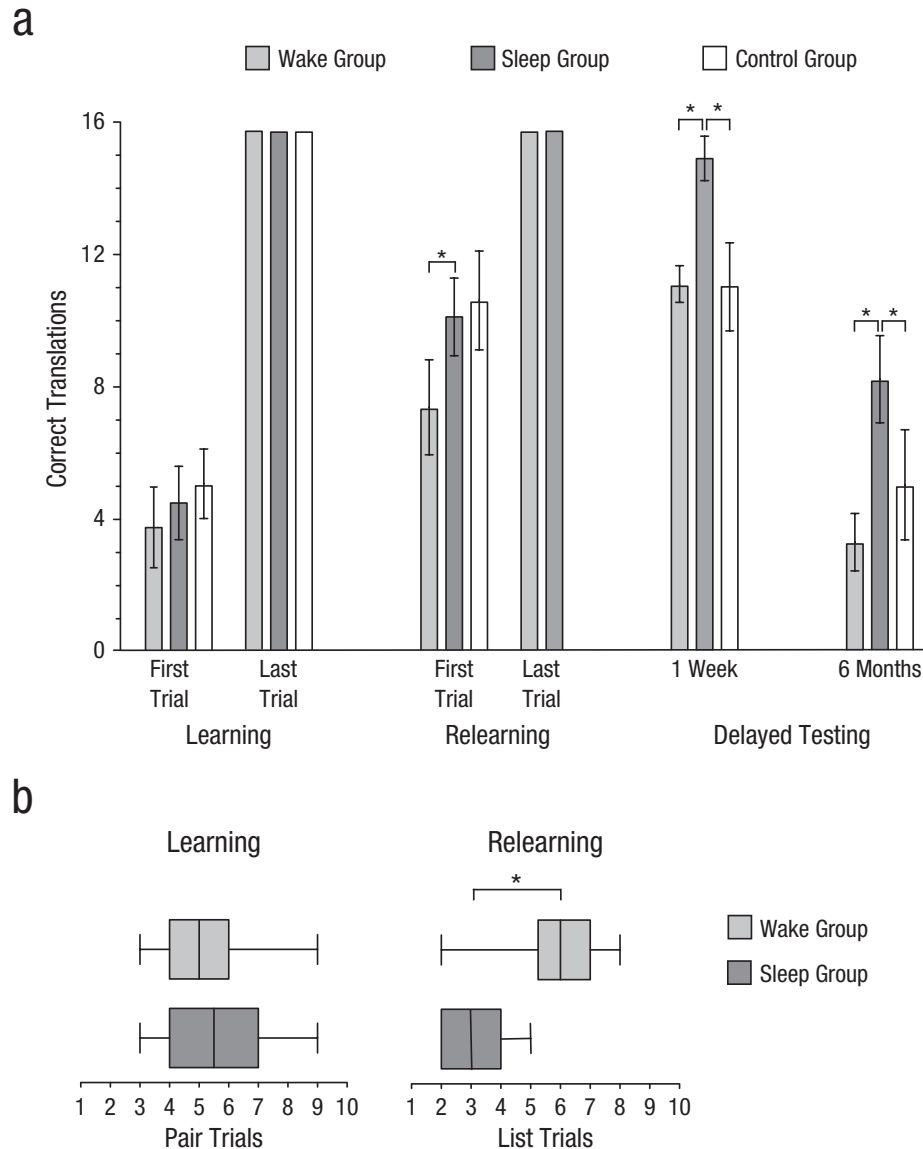 a
Wake Group Sleep Group Control Group
Correct Translations
16
12
8
4
0
* * *
* * *
First Trial
Last Trial
First Trial
Last Trial
1 Week
6 Months
Learning
Relearning
Delayed Testing
b
Learning
Relearning
*
Wake Group
Sleep Group
1 2 3 4 5 6 7 8 9 10
Pair Trials
1 2 3 4 5 6 7 8 9 10
List Trials